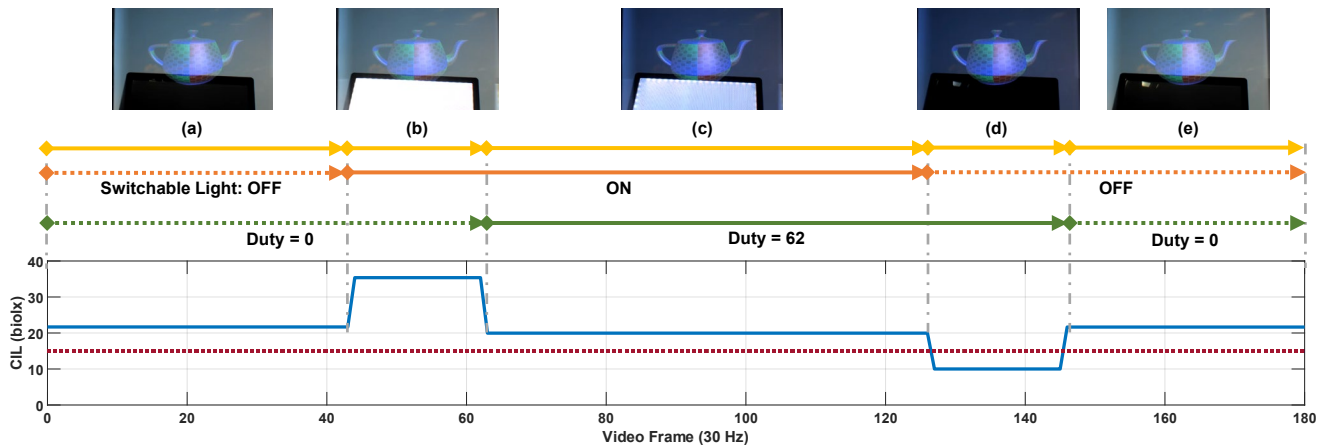 (a) (b) (c) (d) (e)
Switchable Light: OFF ON OFF
Duty = 0 Duty = 62 Duty = 0
40
30
20
10
0
CIL (biolx)
0 20 40 60 80 100 120 140 160 180
Video Frame (30 Hz)